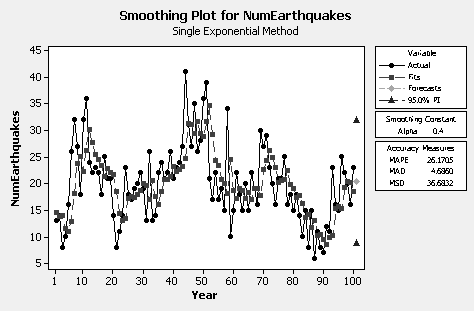 Smoothing Plot for NumEarthquakes
Single Exponential Method
NumEarthquakes
45
40
35
30
25
20
15
10
5
1 10 20 30 40 50 60 70 80 90 100
Year
Variable
Actual
Fits
Forecasts
95.0% PI
Smoothing Constant
Alpha 0.4
Accuracy Measures
MAPE 26.1705
MAD 4.6860
MSD 36.6832